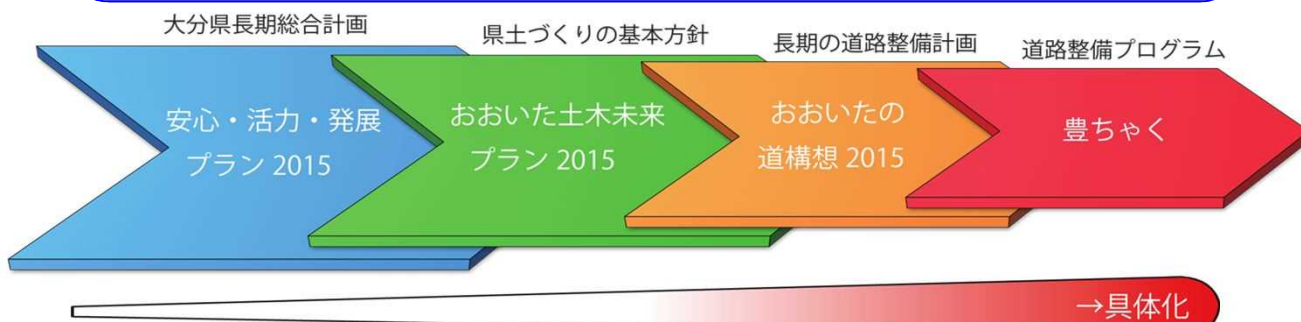 大分県長期総合計画
県土づくりの基本方針
長期の道路整備計画
道路整備プログラム
安心・活力・発展
プラン 2015
おおいた土木未来
プラン 2015
おおいたの
道構想 2015
豊ちゃく
→具体化